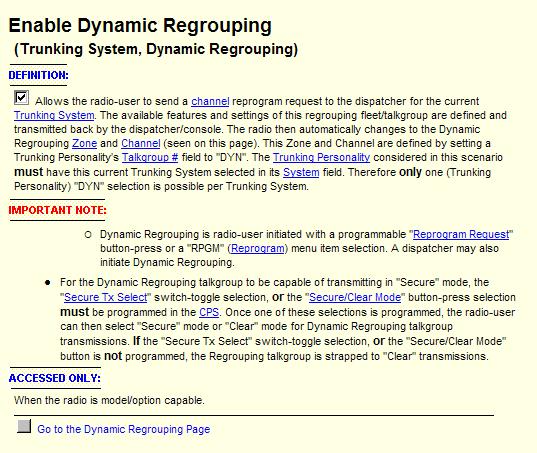 Enable Dynamic Regrouping
(Trunking System, Dynamic Regrouping)
DEFINITION:
Allows the radio-user to send a channel reprogram request to the dispatcher for the current
Trunking System. The available features and settings of this regrouping fleet/talkgroup are defined and
transmitted back by the dispatcher/console. The radio then automatically changes to the Dynamic
Regrouping Zone and Channel (seen on this page). This Zone and Channel are defined by setting a
Trunking Personality's Talkgroup # field to "DYN". The Trunking Personality considered in this scenario
must have this current Trunking System selected in its System field. Therefore only one (Trunking
Personality) "DYN" selection is possible per Trunking System.
IMPORTANT NOTE:
Dynamic Regrouping is radio-user initiated with a programmable "Reprogram Request"
button-press or a "RPGM" (Reprogram) menu item selection. A dispatcher may also
initiate Dynamic Regrouping.
For the Dynamic Regrouping talkgroup to be capable of transmitting in "Secure" mode, the
"Secure Tx Select" switch-toggle selection, or the "Secure/Clear Mode" button-press selection
must be programmed in the CPS. Once one of these selections is programmed, the radio-user
can then select "Secure" mode or "Clear" mode for Dynamic Regrouping talkgroup
transmissions. If the "Secure Tx Select" switch-toggle selection, or the "Secure/Clear Mode"
button is not programmed, the Regrouping talkgroup is strapped to "Clear" transmissions.
ACCESSED ONLY:
When the radio is model/option capable.
Go to the Dynamic Regrouping Page